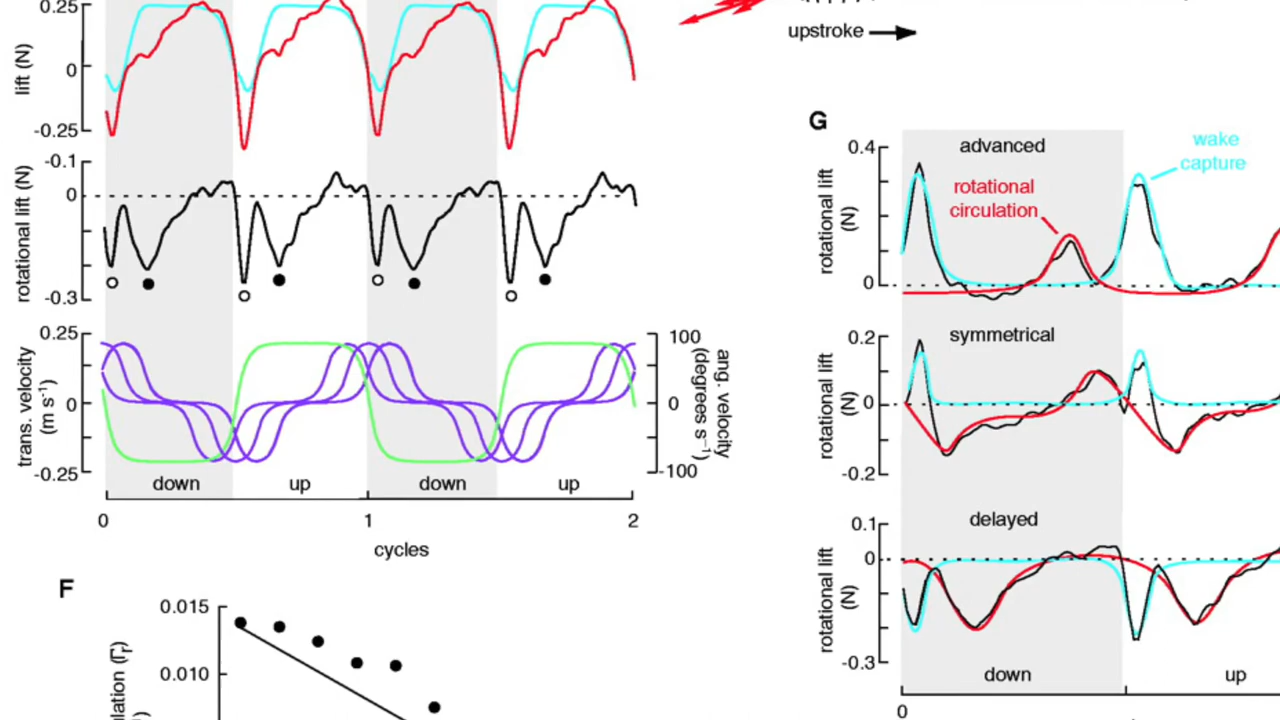 0.25
0
-0.25
lift (N)
-0.1
0
-0.3
rotational lift (N)
0.25
0
-0.25
trans. velocity
(m s⁻¹)
100
0
-100
ang. velocity
(degrees s⁻¹)
down
up
down
up
0
1
2
cycles
F
0.015
0.010
upstroke
G
0.4
0
rotational lift
(N)
advanced
rotational
circulation
wake
capture
0.2
0
-0.2
rotational lift
(N)
symmetrical
0.1
0
-0.3
rotational lift
(N)
delayed
down
up
0